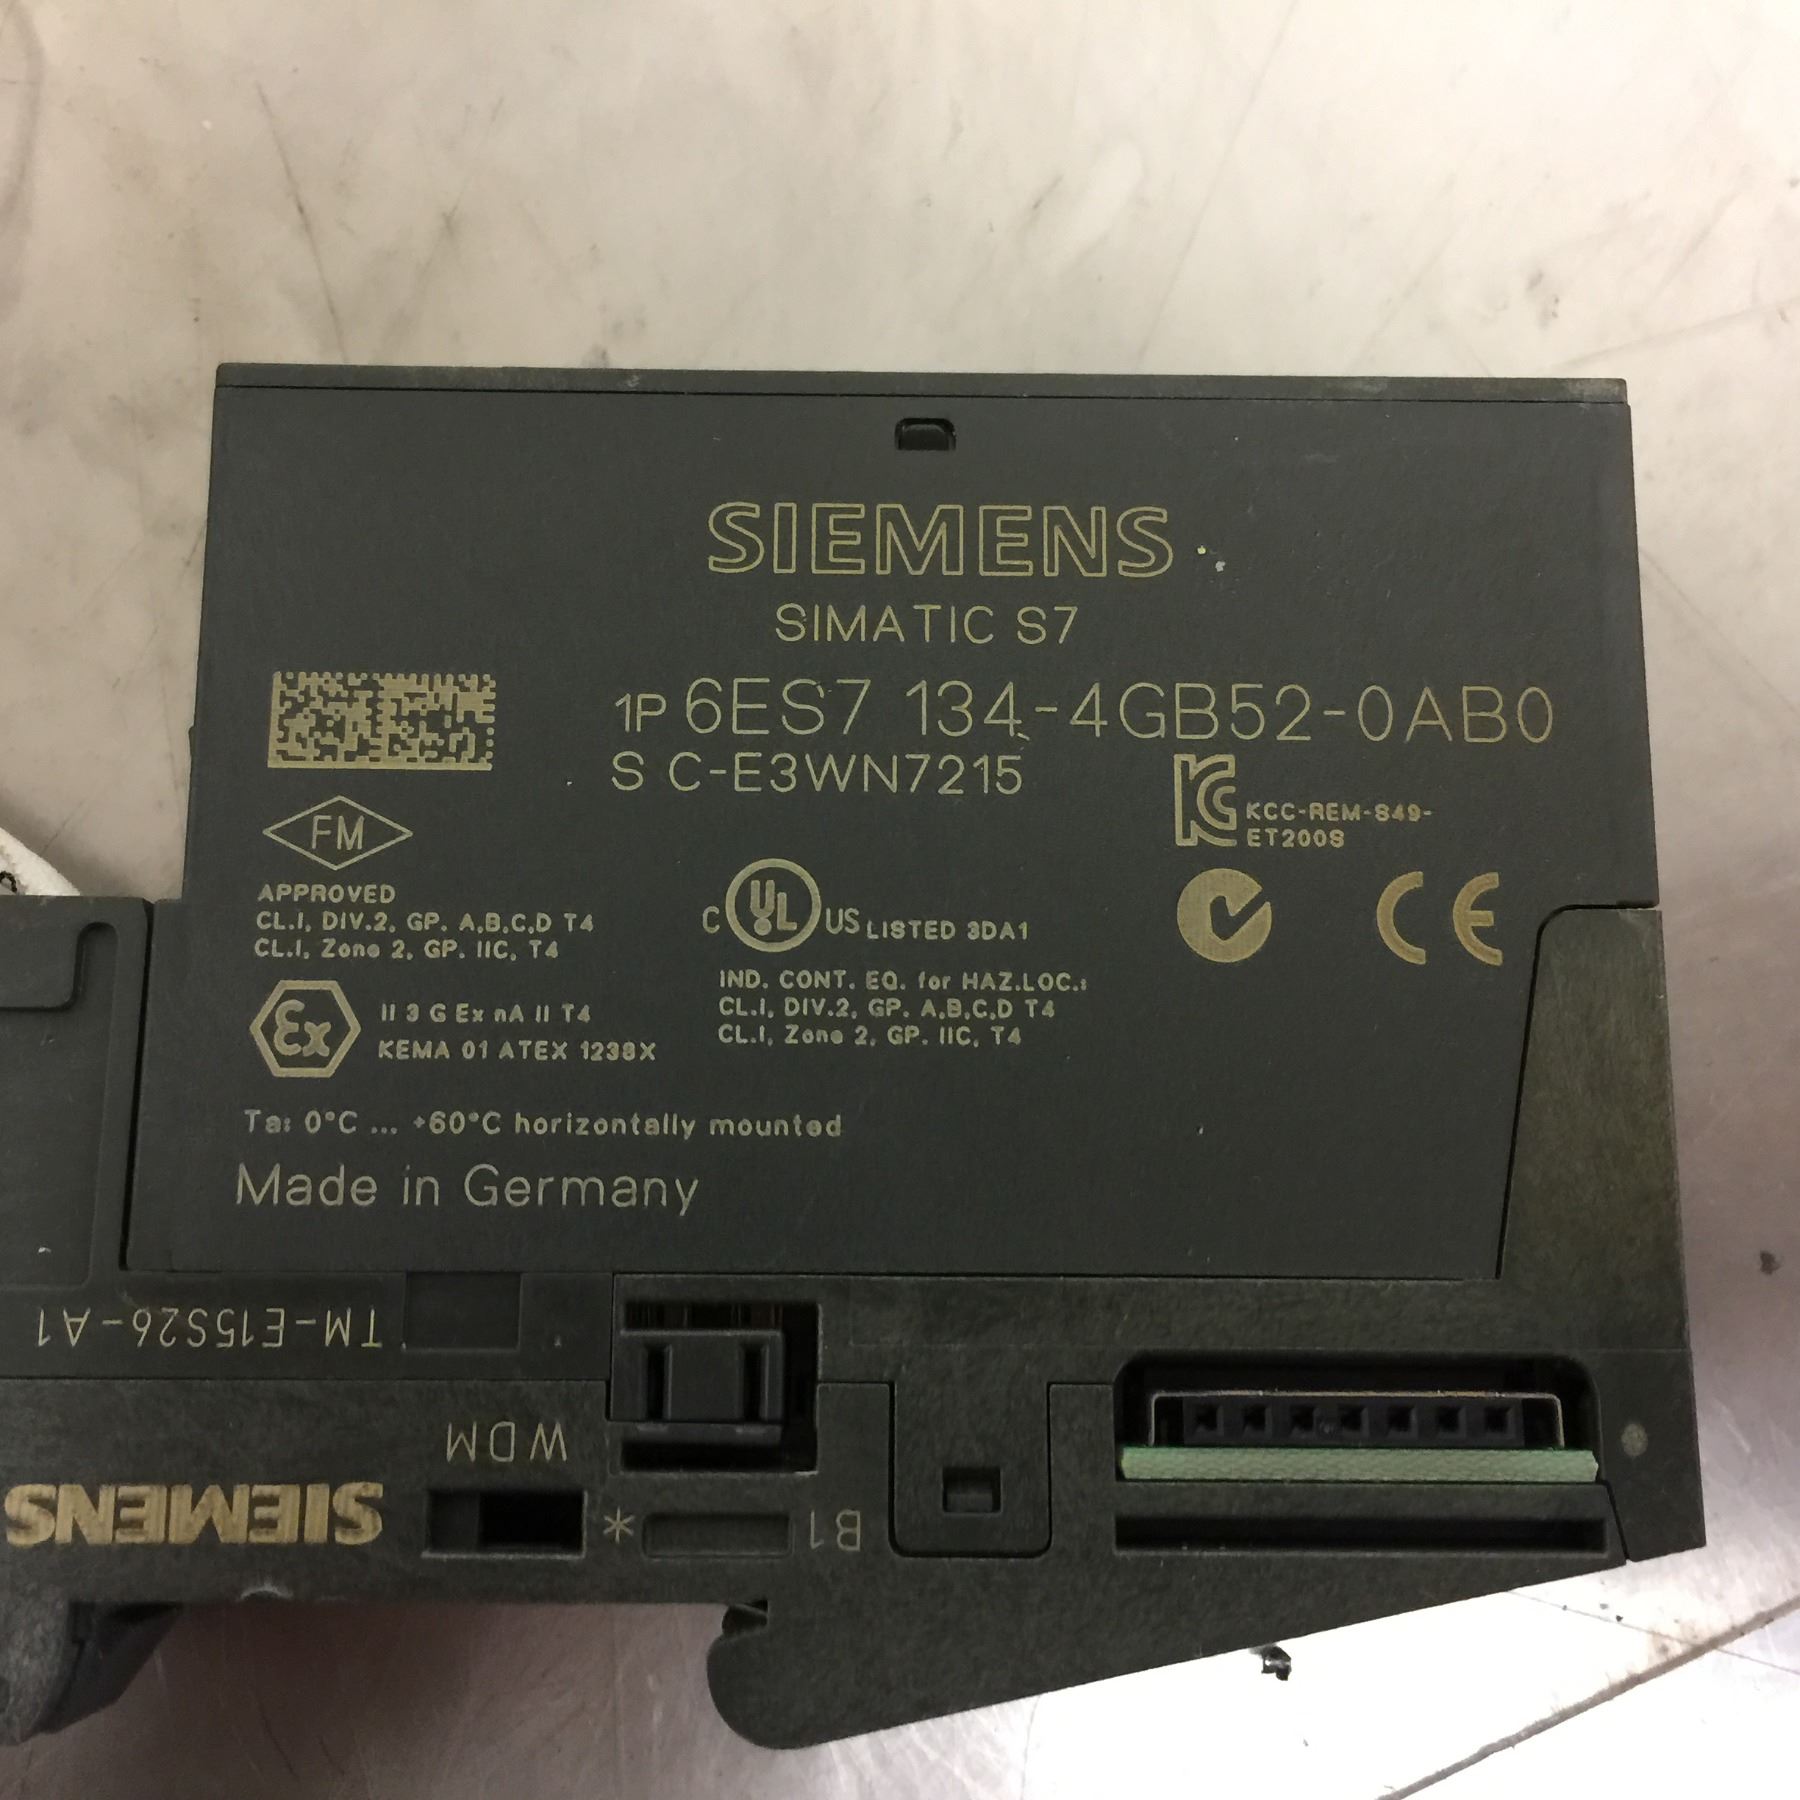 SIEMENS
SIMATIC S7
1P 6ES7 134-4GB52-0AB0
S C-E3WN7215
KCC-REM-S49-
ET200S
FM
APPROVED
CL.I, DIV.2, GP. A,B,C,D T4
CL.I, Zone 2, GP. IIC, T4
C UL US LISTED 3DA1
IND. CONT. EQ. for HAZ.LOC.:
CL.I, DIV.2, GP. A,B,C,D T4
CL.I, Zone 2, GP. IIC, T4
CE
Ex
II 3 G Ex nA II T4
KEMA 01 ATEX 1238X
Ta: 0°C ... +60°C horizontally mounted
Made in Germany
TM-E15S26-A1
WDM
SIEMENS
*
B1